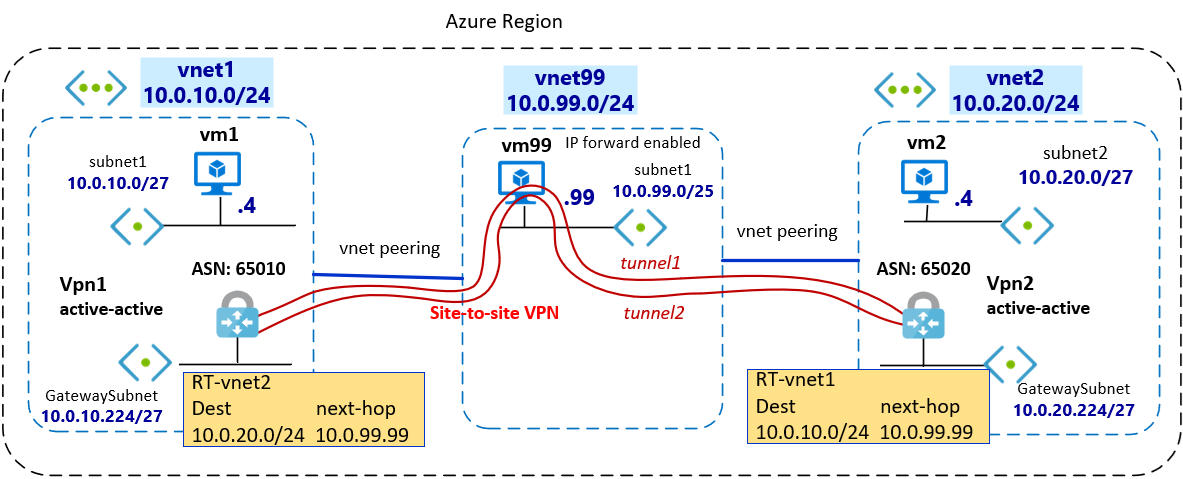 Azure Region
vnet1
10.0.10.0/24
vm1
subnet1
10.0.10.0/27
.4
ASN: 65010
Vpn1
active-active
GatewaySubnet
10.0.10.224/27
RT-vnet2
Dest next-hop
10.0.20.0/24 10.0.99.99
vnet peering
vnet99
10.0.99.0/24
vm99
IP forward enabled
subnet1
10.0.99.0/25
.99
tunnel1
Site-to-site VPN
tunnel2
vnet peering
vnet2
10.0.20.0/24
vm2
subnet2
10.0.20.0/27
.4
ASN: 65020
Vpn2
active-active
GatewaySubnet
10.0.20.224/27
RT-vnet1
Dest next-hop
10.0.10.0/24 10.0.99.99